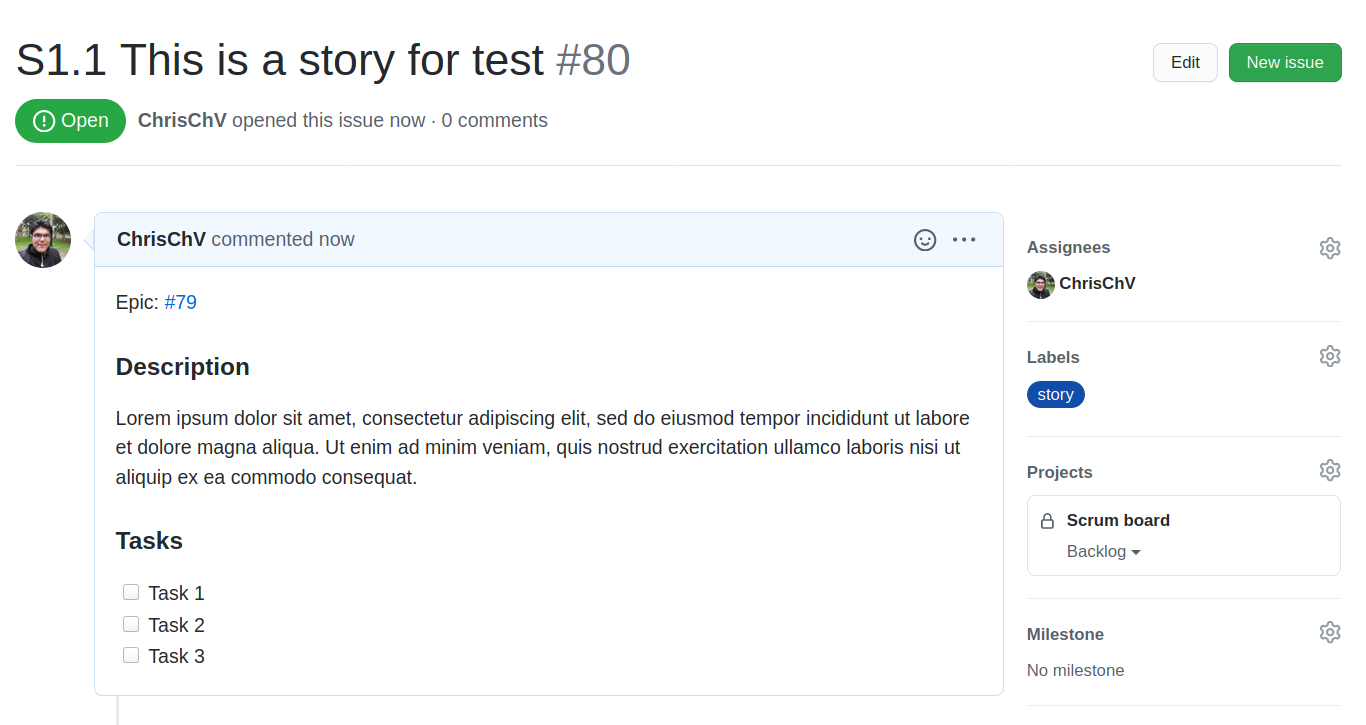 S1.1 This is a story for test #80
Edit
New issue
Open
ChrisChV opened this issue now · 0 comments
ChrisChV commented now
Epic: #79
Description
Lorem ipsum dolor sit amet, consectetur adipiscing elit, sed do eiusmod tempor incididunt ut labore
et dolore magna aliqua. Ut enim ad minim veniam, quis nostrud exercitation ullamco laboris nisi ut
aliquip ex ea commodo consequat.
Tasks
Task 1
Task 2
Task 3
Assignees
ChrisChV
Labels
story
Projects
Scrum board
Backlog
Milestone
No milestone